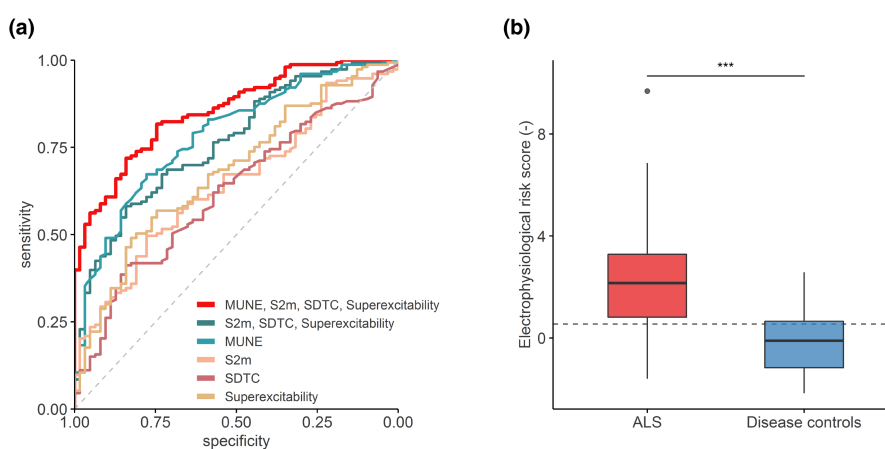 (a)
1.00
0.75
0.50
0.25
0.00
sensitivity
1.00
0.75
0.50
0.25
0.00
specificity
MUNE, S2m, SDTC, Superexcitability
S2m, SDTC, Superexcitability
MUNE
S2m
SDTC
Superexcitability
(b)
***
Electrophysiological risk score (-)
8
4
0
ALS
Disease controls